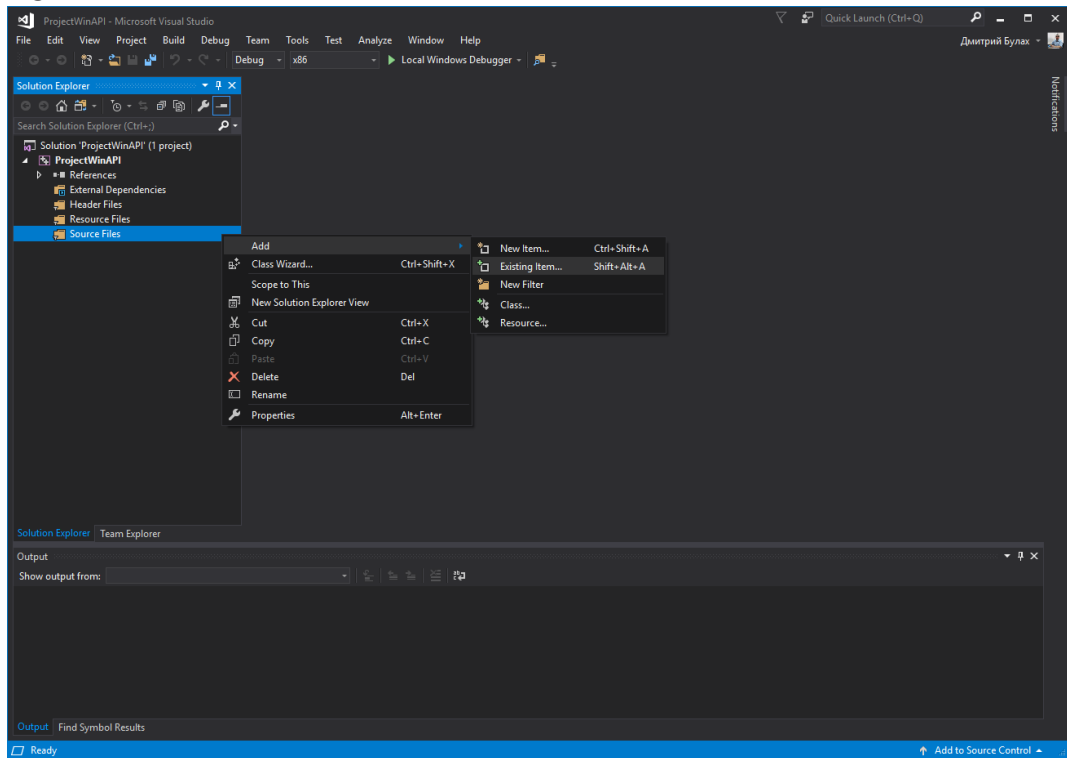 ProjectWinAPI - Microsoft Visual Studio
Quick Launch (Ctrl+Q)
File Edit View Project Build Debug Team Tools Test Analyze Window Help
Дмитрий Булах
Debug x86 Local Windows Debugger
Solution Explorer
Notifications
Search Solution Explorer (Ctrl+;)
Solution 'ProjectWinAPI' (1 project)
ProjectWinAPI
References
External Dependencies
Header Files
Resource Files
Source Files
Add
Class Wizard... Ctrl+Shift+X
Scope to This
New Solution Explorer View
Cut Ctrl+X
Copy Ctrl+C
Paste Ctrl+V
Delete Del
Rename
Properties Alt+Enter
New Item... Ctrl+Shift+A
Existing Item... Shift+Alt+A
New Filter
Class...
Resource...
Solution Explorer Team Explorer
Output
Show output from:
Output Find Symbol Results
Ready
Add to Source Control